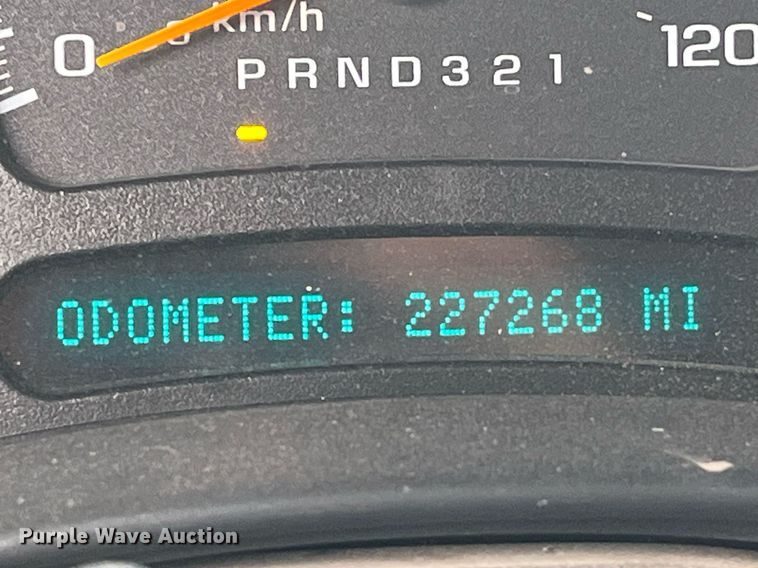 0 km/h 120
PRND321
ODOMETER: 227268 MI
Purple Wave Auction